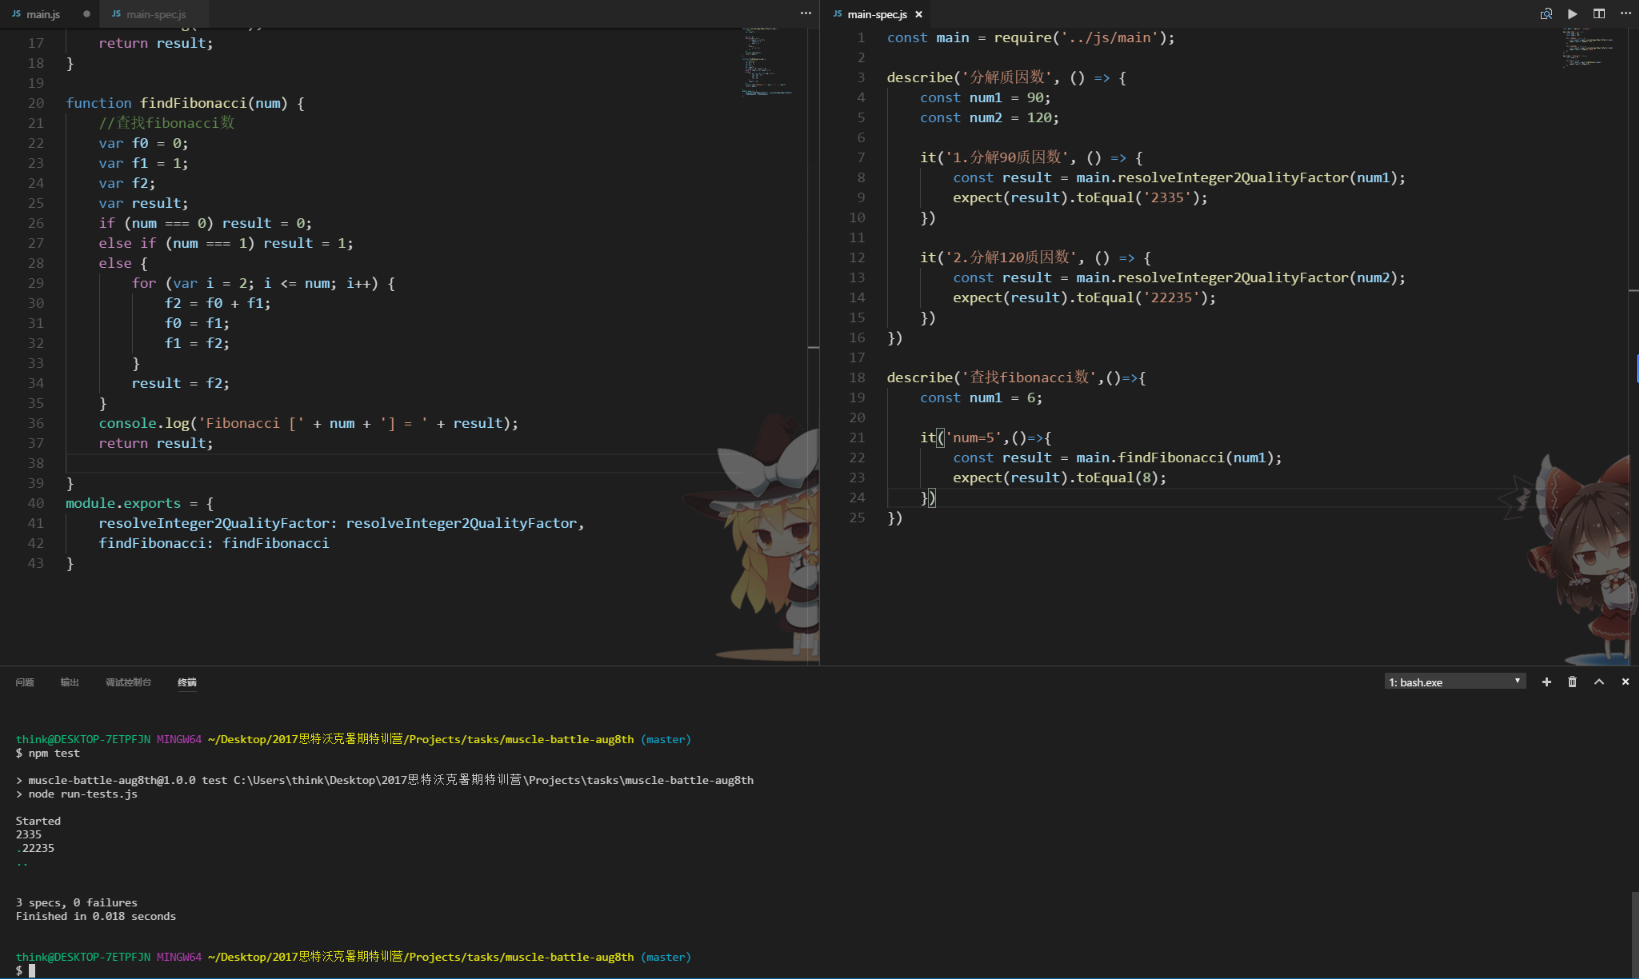 JS main.js ● JS main-spec.js ···
17 return result;
18 }
19
20 function findFibonacci(num) {
21 //查找fibonacci数
22 var f0 = 0;
23 var f1 = 1;
24 var f2;
25 var result;
26 if (num === 0) result = 0;
27 else if (num === 1) result = 1;
28 else {
29 for (var i = 2; i <= num; i++) {
30 f2 = f0 + f1;
31 f0 = f1;
32 f1 = f2;
33 }
34 result = f2;
35 }
36 console.log('Fibonacci [' + num + '] = ' + result);
37 return result;
38
39 }
40 module.exports = {
41 resolveInteger2QualityFactor: resolveInteger2QualityFactor,
42 findFibonacci: findFibonacci
43 }
JS main-spec.js × ···
1 const main = require('../js/main');
2
3 describe('分解质因数', () => {
4 const num1 = 90;
5 const num2 = 120;
6
7 it('1.分解90质因数', () => {
8 const result = main.resolveInteger2QualityFactor(num1);
9 expect(result).toEqual('2335');
10 })
11
12 it('2.分解120质因数', () => {
13 const result = main.resolveInteger2QualityFactor(num2);
14 expect(result).toEqual('22235');
15 })
16 })
17
18 describe('查找fibonacci数',()=>{
19 const num1 = 6;
20
21 it('num=5',()=>{
22 const result = main.findFibonacci(num1);
23 expect(result).toEqual(8);
24 })
25 })
问题 输出 调试控制台 终端 1: bash.exe
think@DESKTOP-7ETPFJN MINGW64 ~/Desktop/2017思特沃克暑期特训营/Projects/tasks/muscle-battle-aug8th (master)
$ npm test
> muscle-battle-aug8th@1.0.0 test C:\Users\think\Desktop\2017思特沃克暑期特训营\Projects\tasks\muscle-battle-aug8th
> node run-tests.js
Started
2335
.22235
..
3 specs, 0 failures
Finished in 0.018 seconds
think@DESKTOP-7ETPFJN MINGW64 ~/Desktop/2017思特沃克暑期特训营/Projects/tasks/muscle-battle-aug8th (master)
$